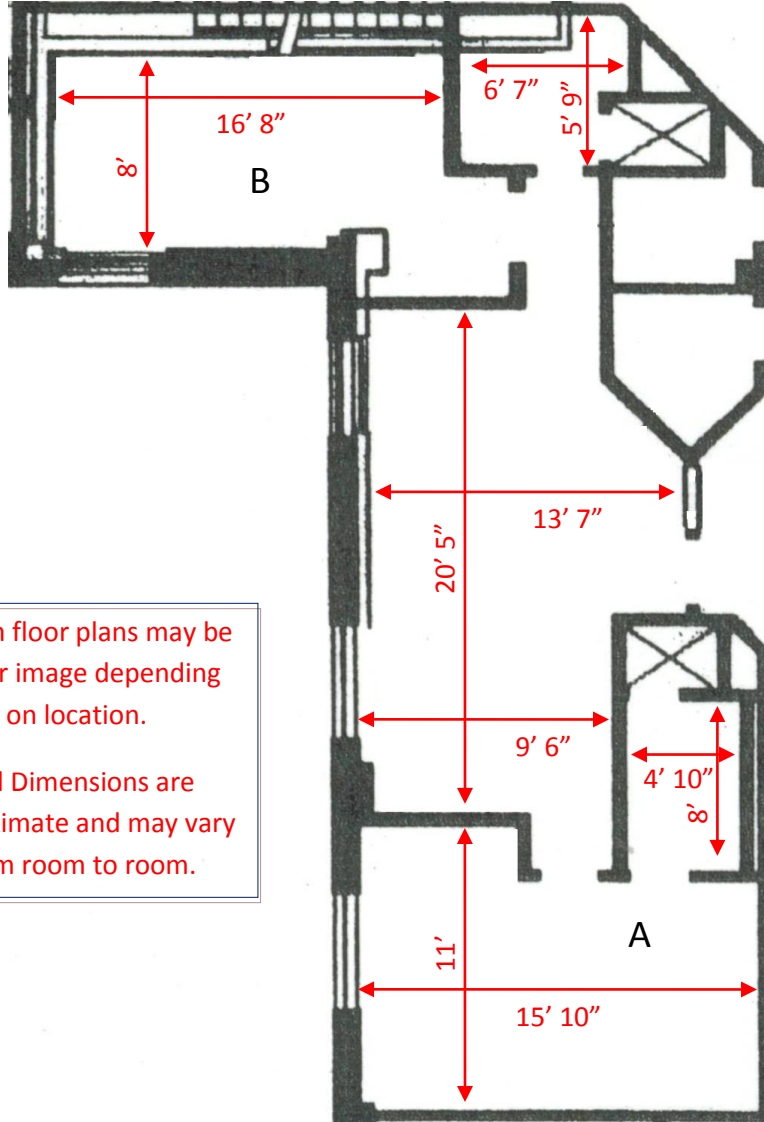 6’ 7”
5’ 9”
16’ 8”
8’
B
13’ 7”
20’ 5”
floor plans may be
image depending
on location.
9’ 6”
4’ 10”
8’
Dimensions are
and may vary
room to room.
A
11’
15’ 10”